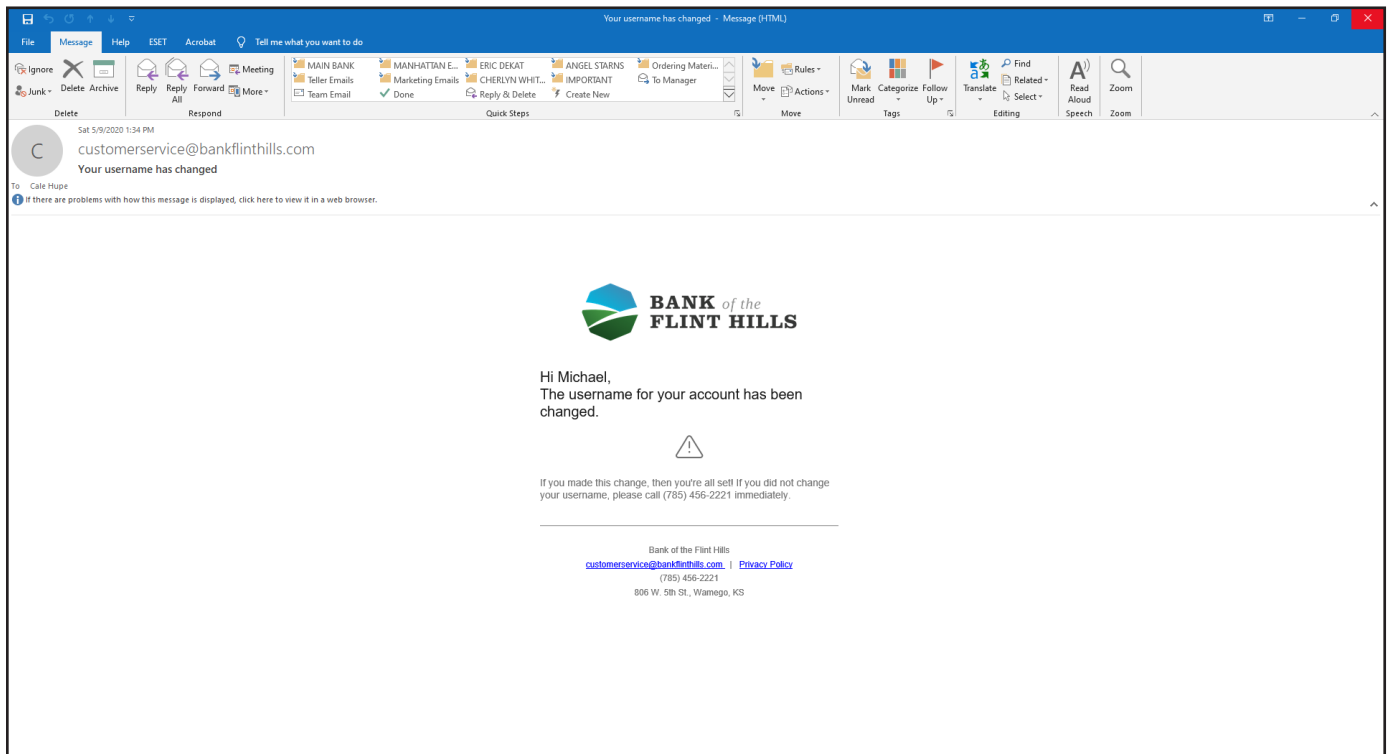 Your username has changed - Message (HTML)
File Message Help ESET Acrobat Tell me what you want to do
Ignore
Junk
Delete Archive
Delete
Reply Reply All Forward
Meeting
More
Respond
MAIN BANK MANHATTAN E... ERIC DEKAT ANGEL STARNS Ordering Materi...
Teller Emails Marketing Emails CHERLYN WHIT... IMPORTANT To Manager
Team Email Done Reply & Delete Create New
Quick Steps
Move
Rules
Actions
Move
Mark Unread Categorize Follow Up
Tags
Translate
Find
Related
Select
Editing
Read Aloud
Speech
Zoom
Zoom
Sat 5/9/2020 1:34 PM
C
customerservice@bankflinthills.com
Your username has changed
To Cale Hupe
If there are problems with how this message is displayed, click here to view it in a web browser.
BANK of the
FLINT HILLS
Hi Michael,
The username for your account has been
changed.
If you made this change, then you're all set! If you did not change
your username, please call (785) 456-2221 immediately.
Bank of the Flint Hills
customerservice@bankflinthills.com | Privacy Policy
(785) 456-2221
806 W. 5th St., Wamego, KS